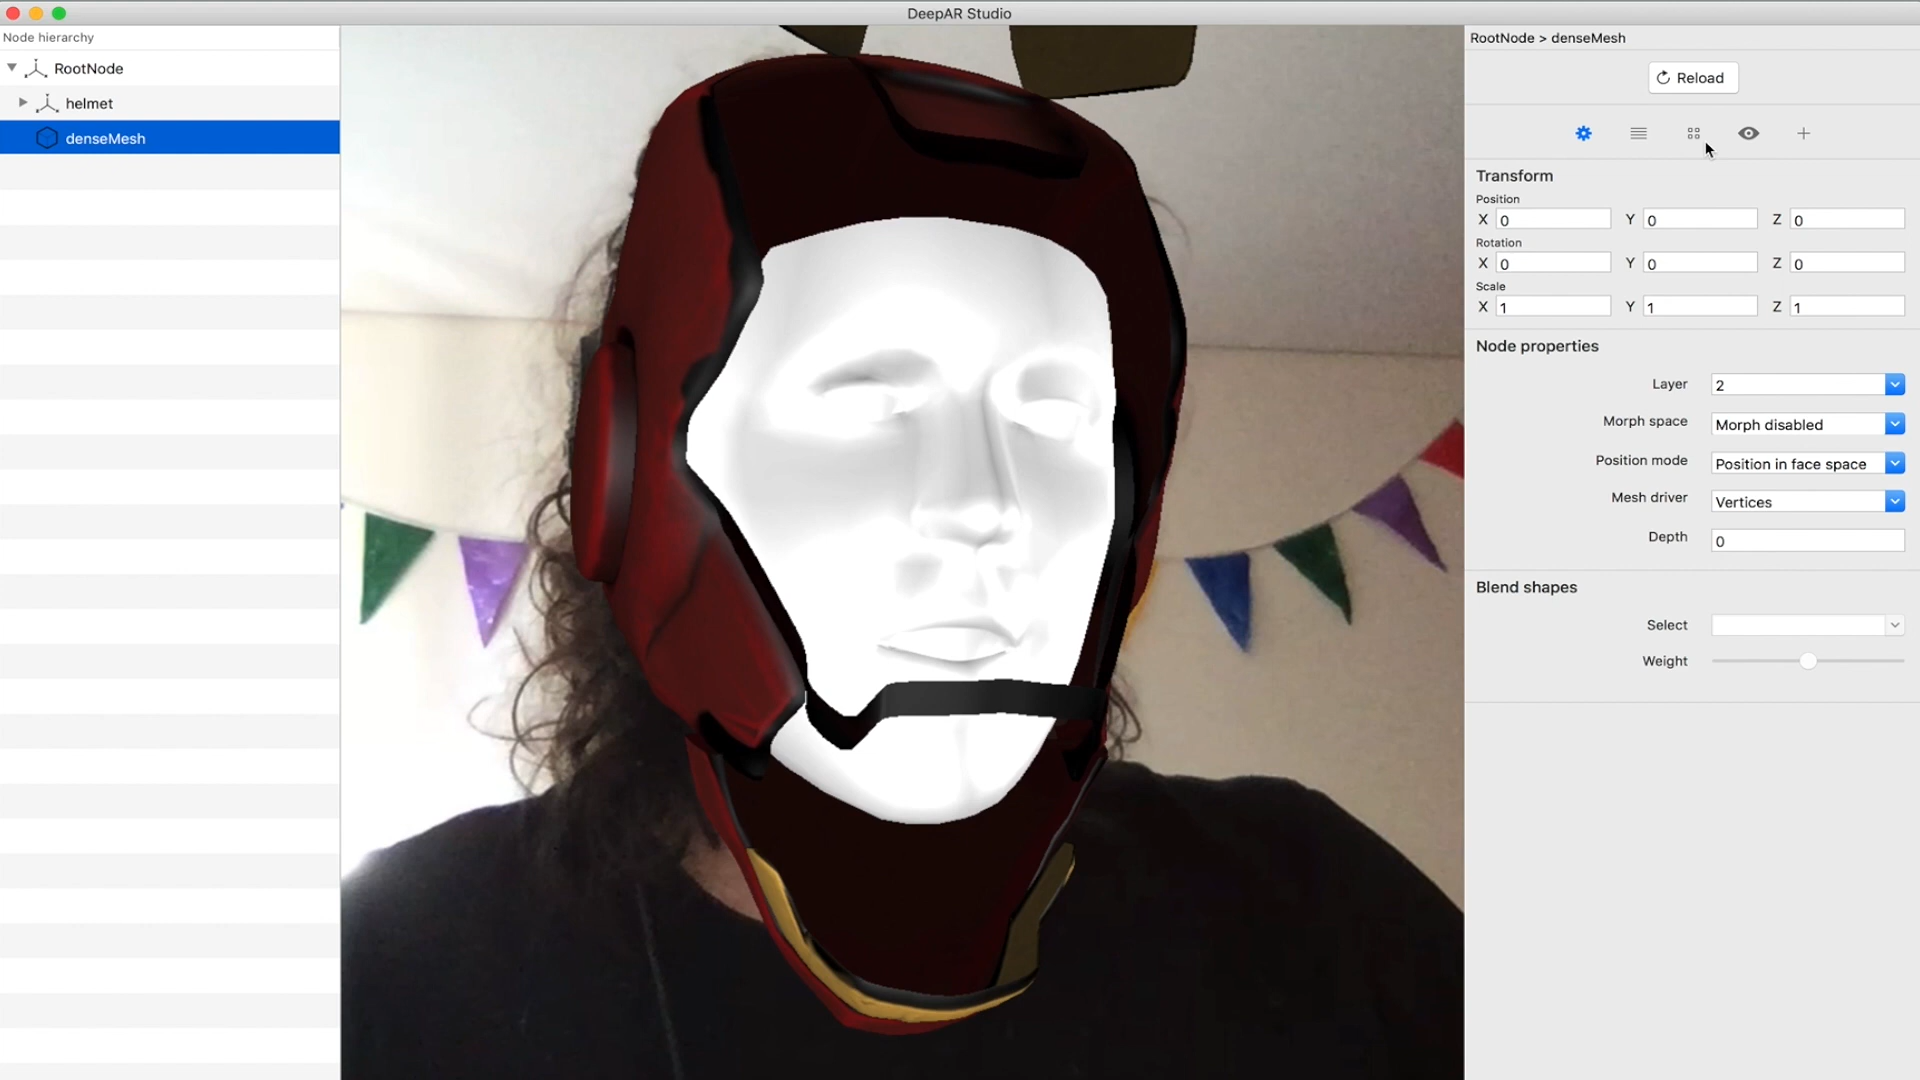 DeepAR Studio
Node hierarchy
RootNode
helmet
denseMesh
RootNode > denseMesh
Reload
Transform
Position
X 0 Y 0 Z 0
Rotation
X 0 Y 0 Z 0
Scale
X 1 Y 1 Z 1
Node properties
Layer 2
Morph space Morph disabled
Position mode Position in face space
Mesh driver Vertices
Depth 0
Blend shapes
Select
Weight